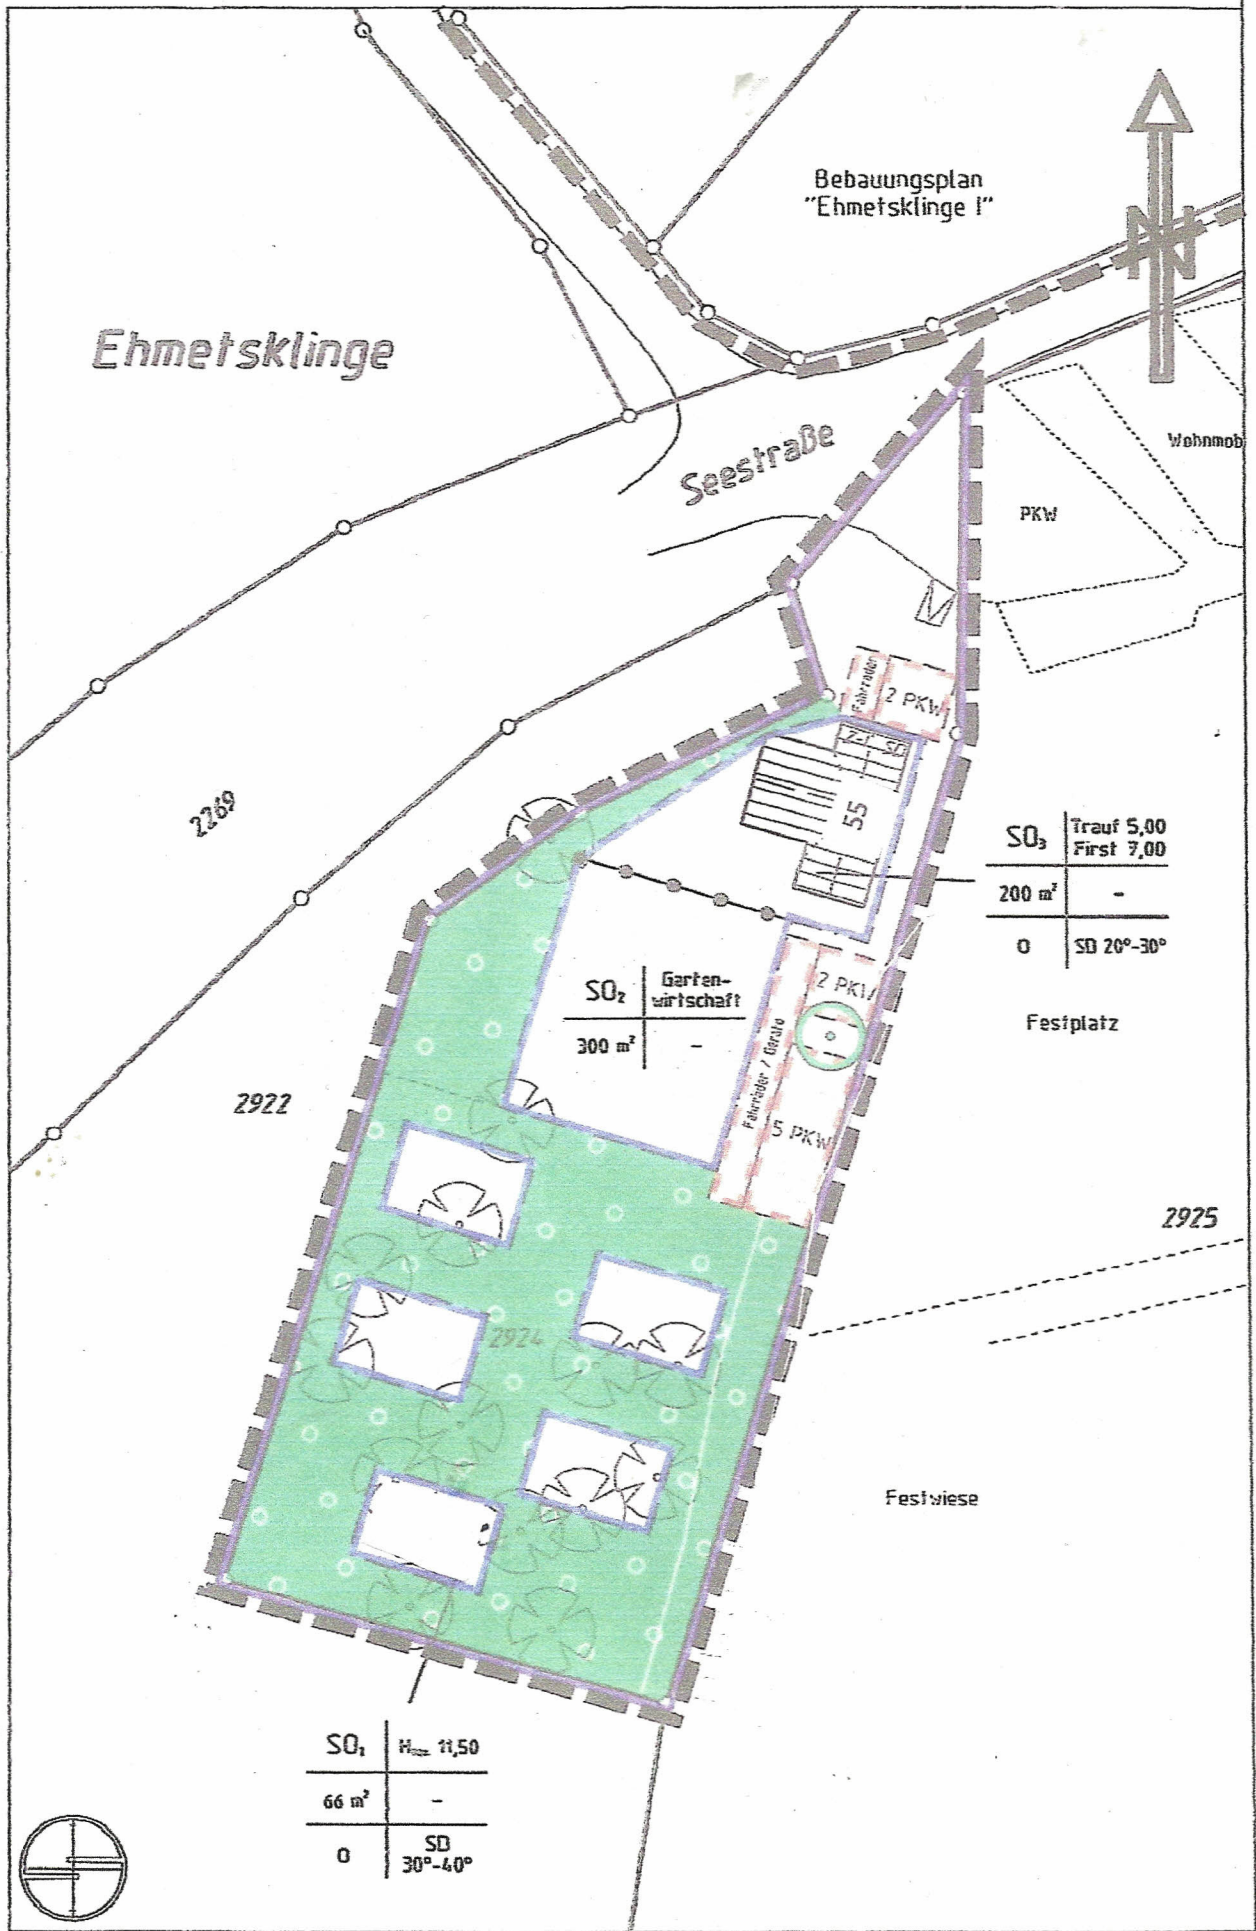 Bebauungsplan
"Ehmetsklinge I"
N
Ehmetsklinge
Wohnmob
Seestraße
PKW
Fahrräder
2 PKW
SD
55
2269
SO₃ Trauf 5,00
First 7,00
200 m² -
O SD 20°-30°
2 PKW
SO₂ Garten-
wirtschaft
300 m² -
Festplatz
Fahrräder / Geräte
2922
5 PKW
2925
2924
Festwiese
SO₁ 11,50
66 m² -
O SD
30°-40°